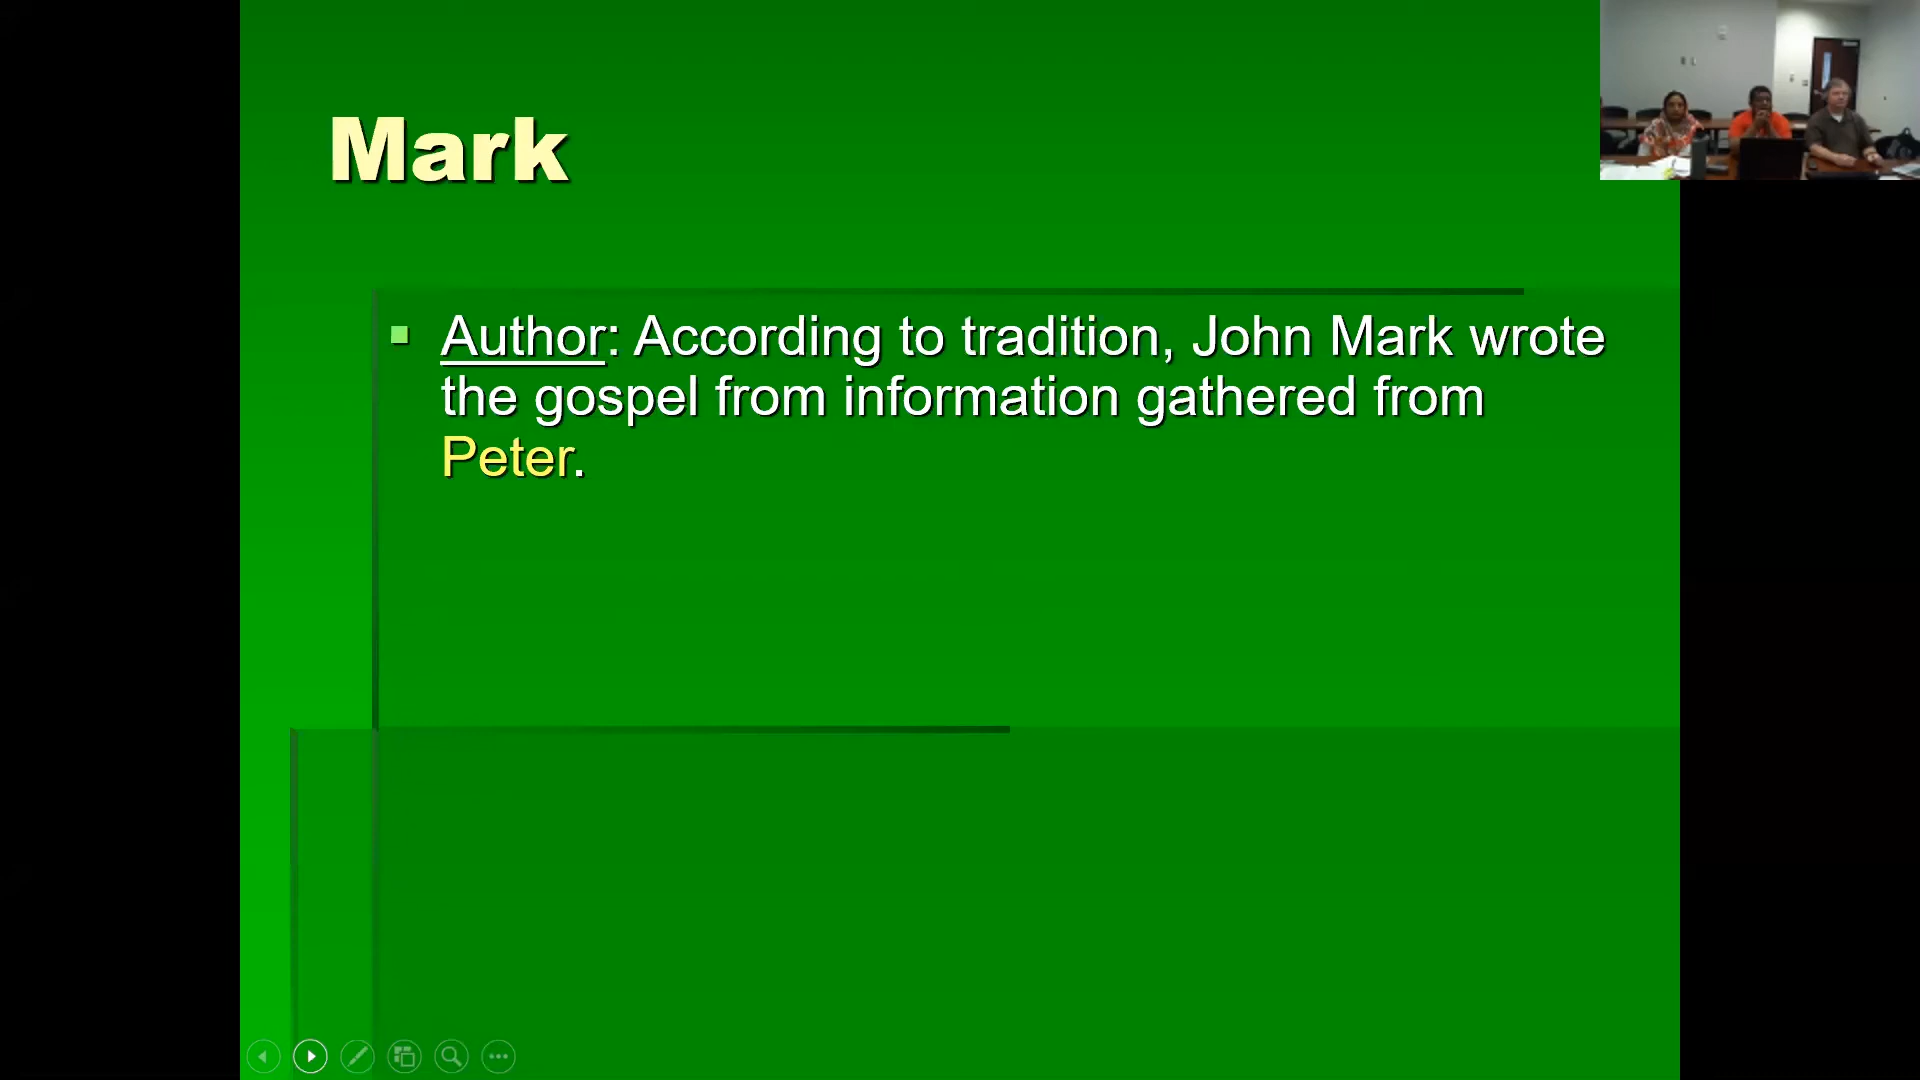 Mark
Author: According to tradition, John Mark wrote
the gospel from information gathered from
Peter.